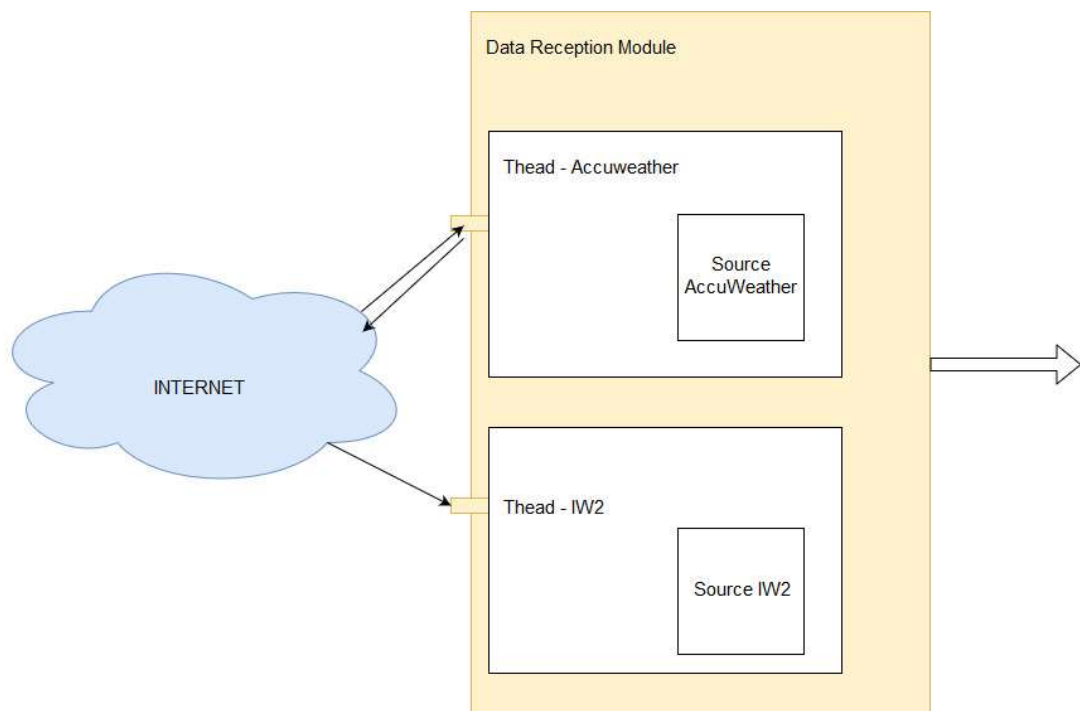 Data Reception Module
Thead - Accuweather
Source
AccuWeather
INTERNET
Thead - IW2
Source IW2